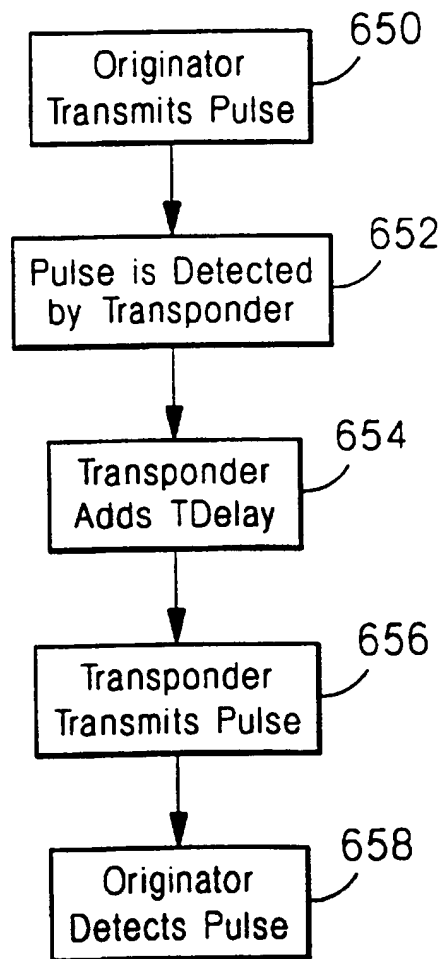 650
Originator
Transmits Pulse
652
Pulse is Detected
by Transponder
654
Transponder
Adds TDelay
656
Transponder
Transmits Pulse
658
Originator
Detects Pulse